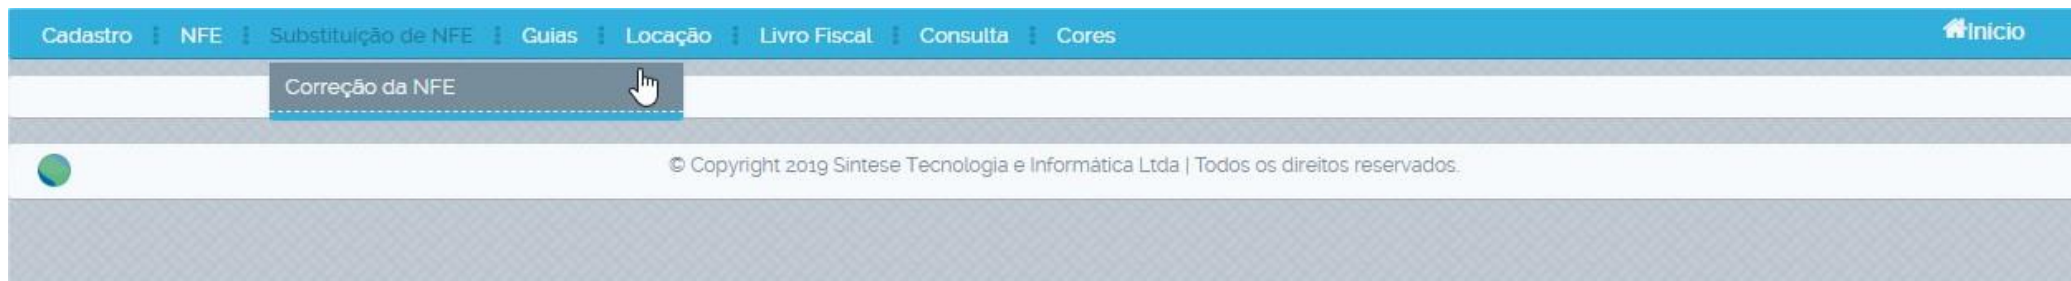 Cadastro NFE Substituição de NFE Guias Locação Livro Fiscal Consulta Cores Início
Correção da NFE
© Copyright 2019 Síntese Tecnologia e Informática Ltda | Todos os direitos reservados.